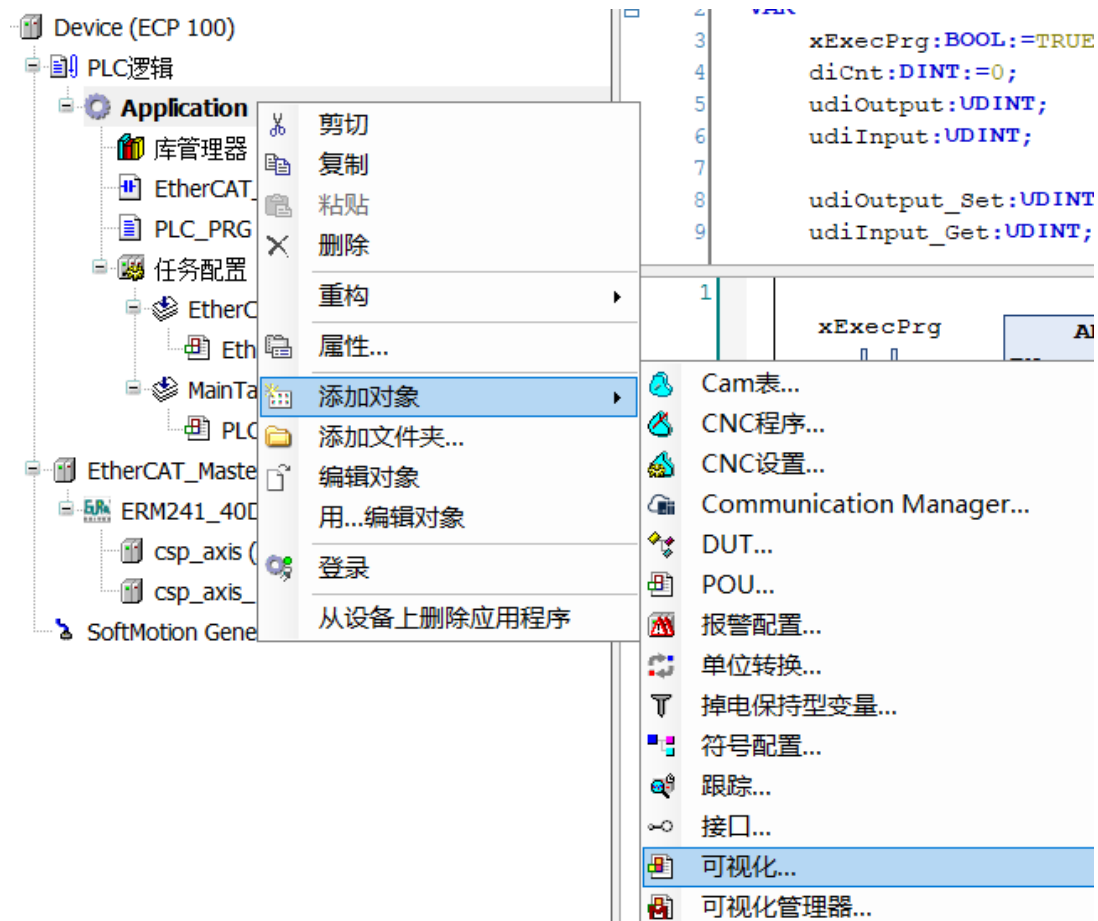 Device (ECP 100)
PLC逻辑
Application
库管理器
EtherCAT_
PLC_PRG
任务配置
EtherC
Eth
MainTa
PLC
EtherCAT_Maste
ERM241_40D
csp_axis (
csp_axis_
SoftMotion Gene
剪切
复制
粘贴
删除
重构
属性...
添加对象
添加文件夹...
编辑对象
用...编辑对象
登录
从设备上删除应用程序
2 VAR
3 xExecPrg:BOOL:=TRUE
4 diCnt:DINT:=0;
5 udiOutput:UDINT;
6 udiInput:UDINT;
7
8 udiOutput_Set:UDINT
9 udiInput_Get:UDINT;
1
xExecPrg
Cam表...
CNC程序...
CNC设置...
Communication Manager...
DUT...
POU...
报警配置...
单位转换...
掉电保持型变量...
符号配置...
跟踪...
接口...
可视化...
可视化管理器...